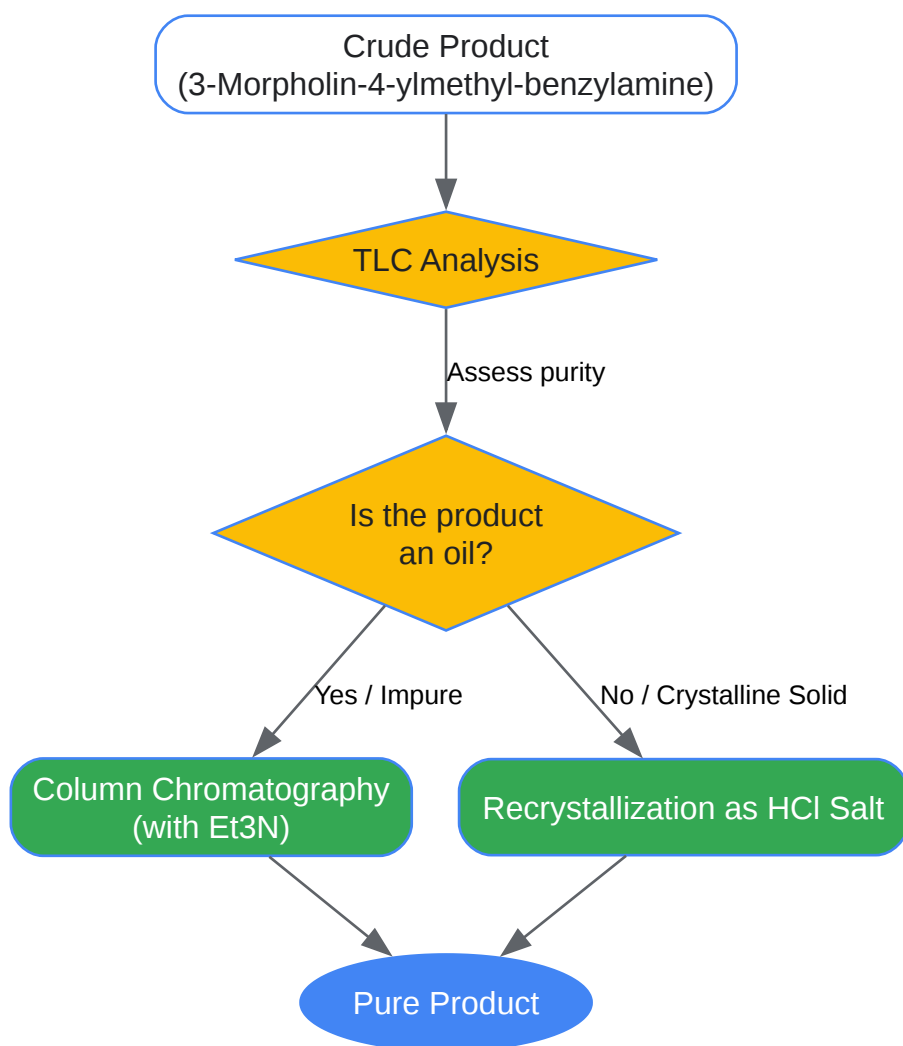 Crude Product
(3-Morpholin-4-ylmethyl-benzylamine)
TLC Analysis
Assess purity
Is the product
an oil?
Yes / Impure
No / Crystalline Solid
Column Chromatography
(with Et3N)
Recrystallization as HCl Salt
Pure Product